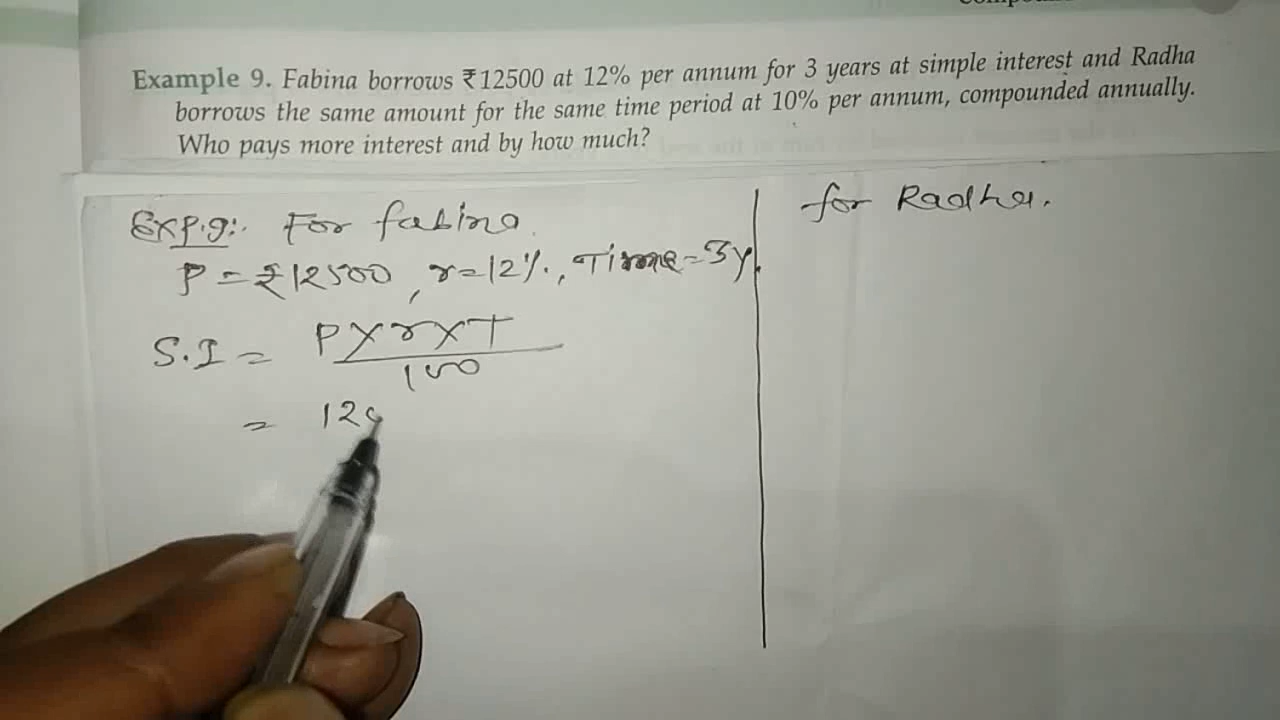 Example 9. Fabina borrows ₹12500 at 12% per annum for 3 years at simple interest and Radha
borrows the same amount for the same time period at 10% per annum, compounded annually.
Who pays more interest and by how much?
Exp.9:. For fabina.
P = ₹12500, r=12%., Time=3y.
S.I = P×r×T
100
= 12
for Radha.